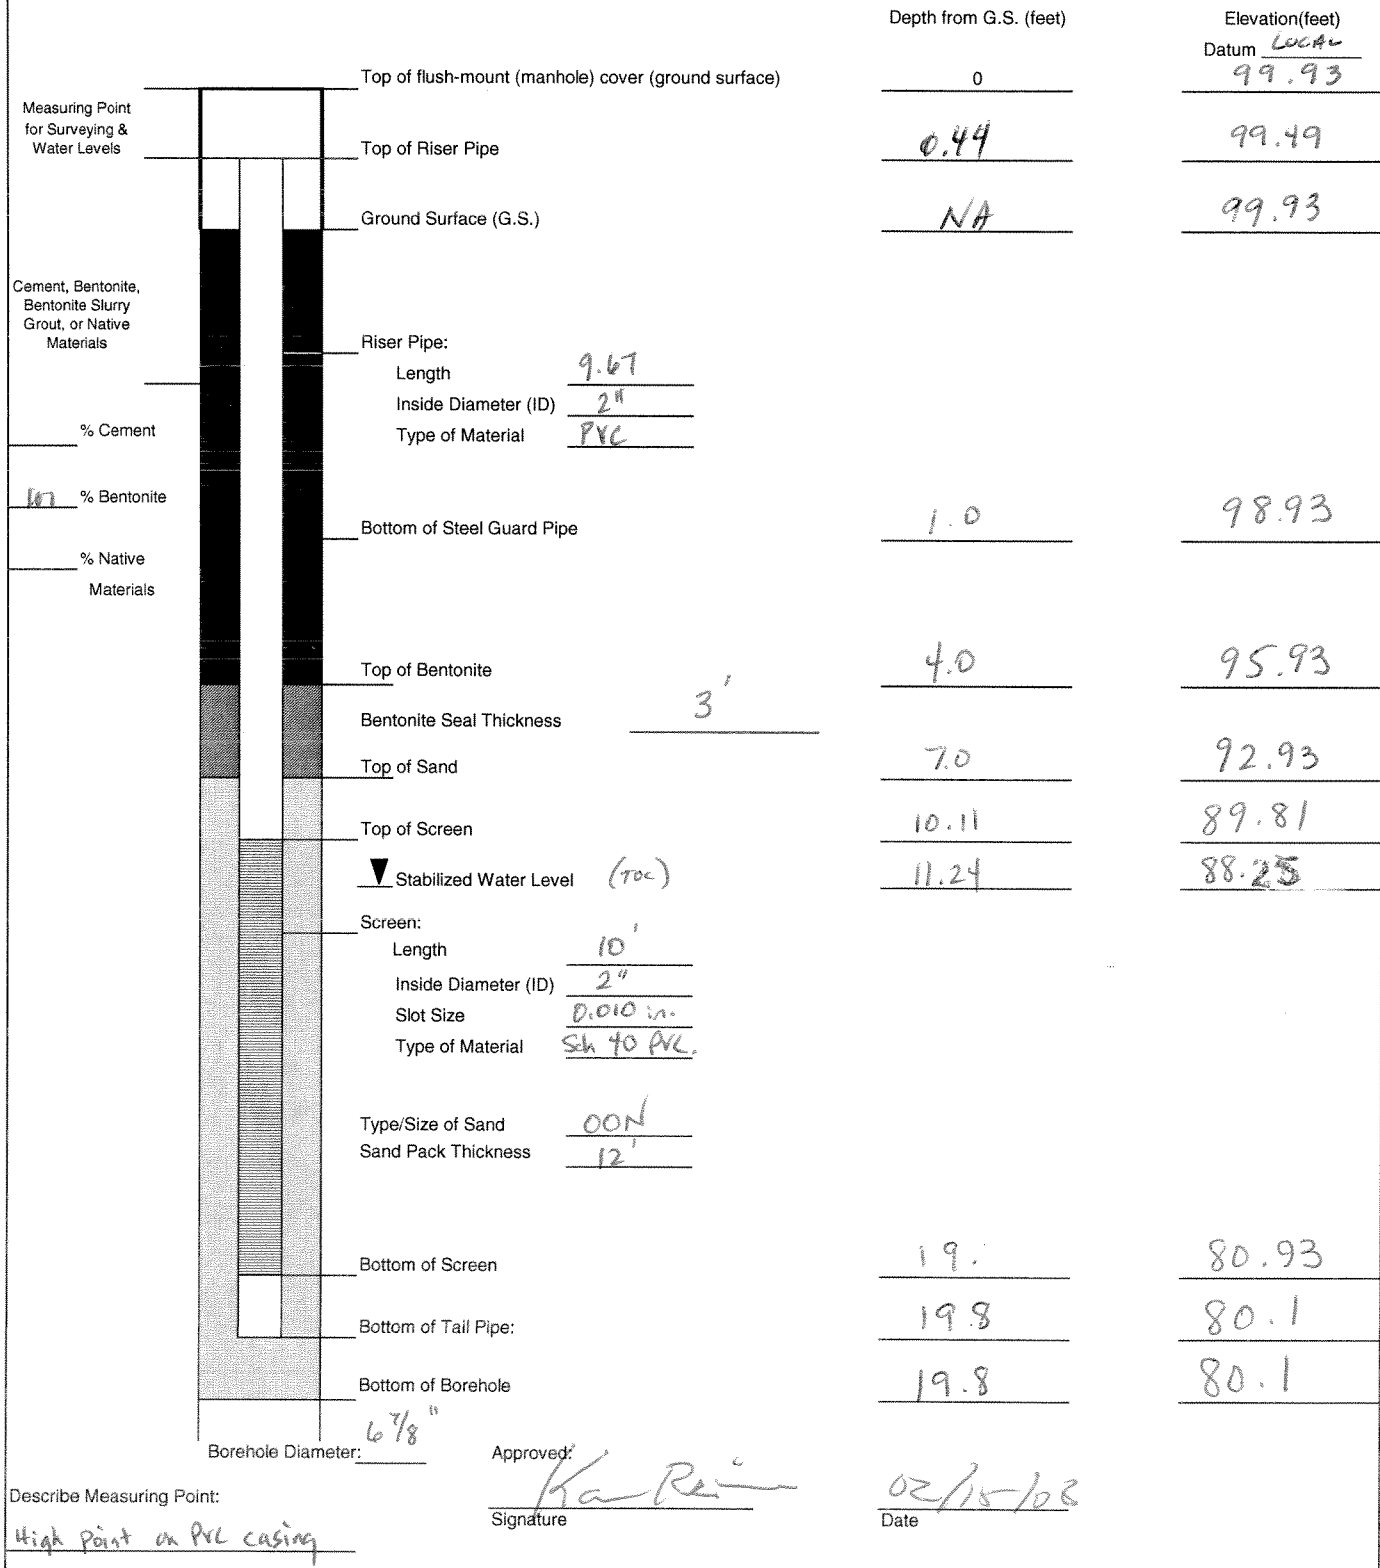 Depth from G.S. (feet)
Elevation(feet)
Datum LOCAL
Top of flush-mount (manhole) cover (ground surface) 0 99.93
Measuring Point
for Surveying &
Water Levels
Top of Riser Pipe 0.44 99.49
Ground Surface (G.S.) NA 99.93
Cement, Bentonite,
Bentonite Slurry
Grout, or Native
Materials
Riser Pipe:
Length 9.67
Inside Diameter (ID) 2"
Type of Material PVC
% Cement
% Bentonite
Bottom of Steel Guard Pipe 1.0 98.93
% Native
Materials
Top of Bentonite 4.0 95.93
Bentonite Seal Thickness 3'
Top of Sand 7.0 92.93
Top of Screen 10.11 89.81
Stabilized Water Level (TOC) 11.24 88.25
Screen:
Length 10'
Inside Diameter (ID) 2"
Slot Size 0.010 in.
Type of Material Sch 40 PVC.
Type/Size of Sand OON
Sand Pack Thickness 12'
Bottom of Screen 19. 80.93
Bottom of Tail Pipe: 19.8 80.1
Bottom of Borehole 19.8 80.1
Borehole Diameter: 6 7/8"
Approved:
Signature
Date
Describe Measuring Point:
High point on PVC casing